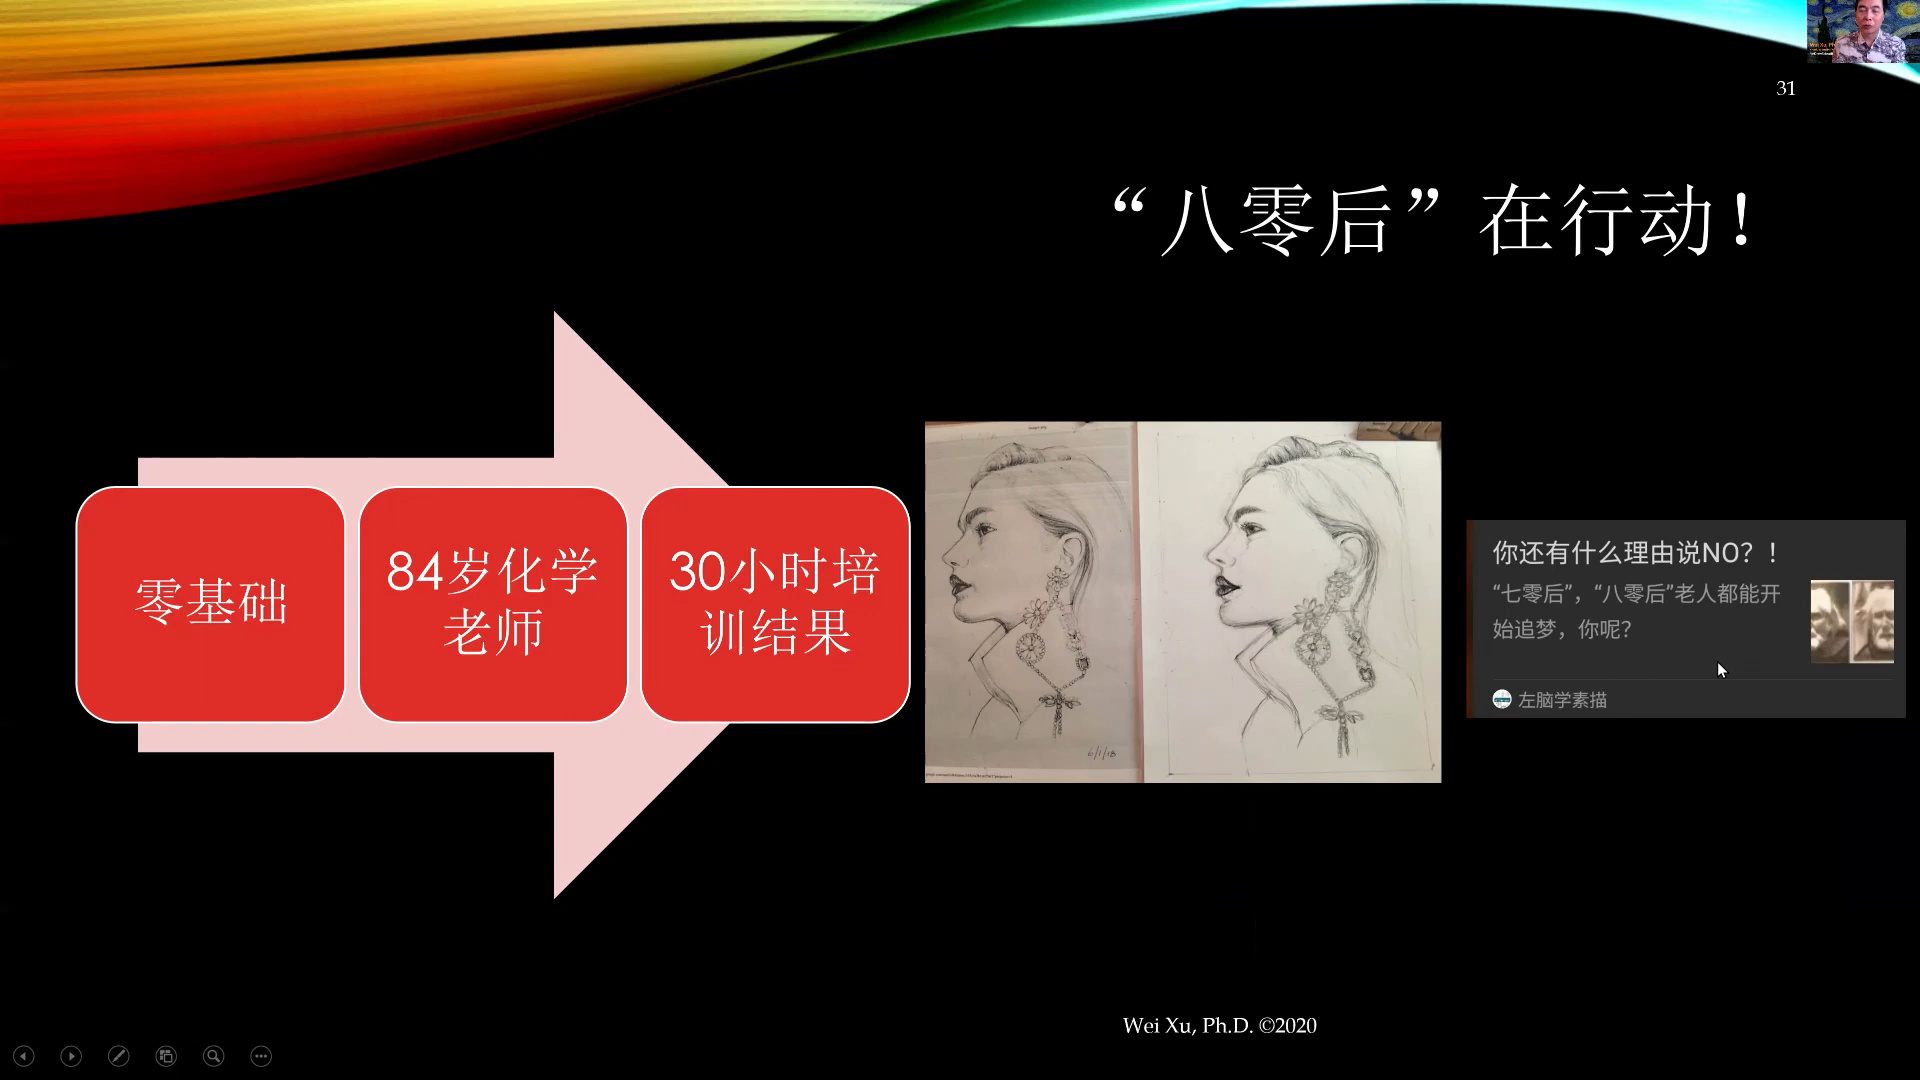 31
“八零后”在行动！
零基础
84岁化学
老师
30小时培
训结果
6/1/18
你还有什么理由说NO？！
“七零后”，“八零后”老人都能开
始追梦，你呢？
左脑学素描
Wei Xu, Ph.D. ©2020